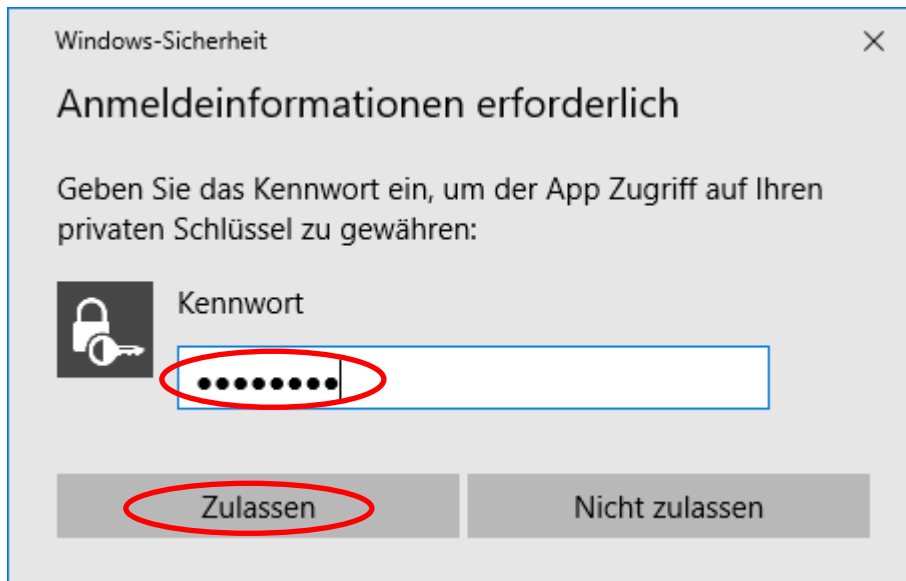 Windows-Sicherheit
Anmeldeinformationen erforderlich
Geben Sie das Kennwort ein, um der App Zugriff auf Ihren
privaten Schlüssel zu gewähren:
Kennwort
●●●●●●●●
Zulassen
Nicht zulassen